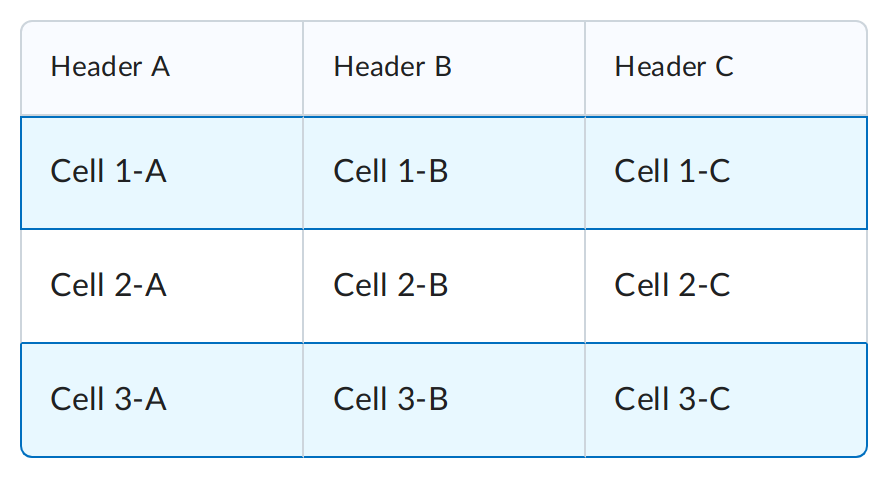 Header A Header B Header C
Cell 1-A Cell 1-B Cell 1-C
Cell 2-A Cell 2-B Cell 2-C
Cell 3-A Cell 3-B Cell 3-C